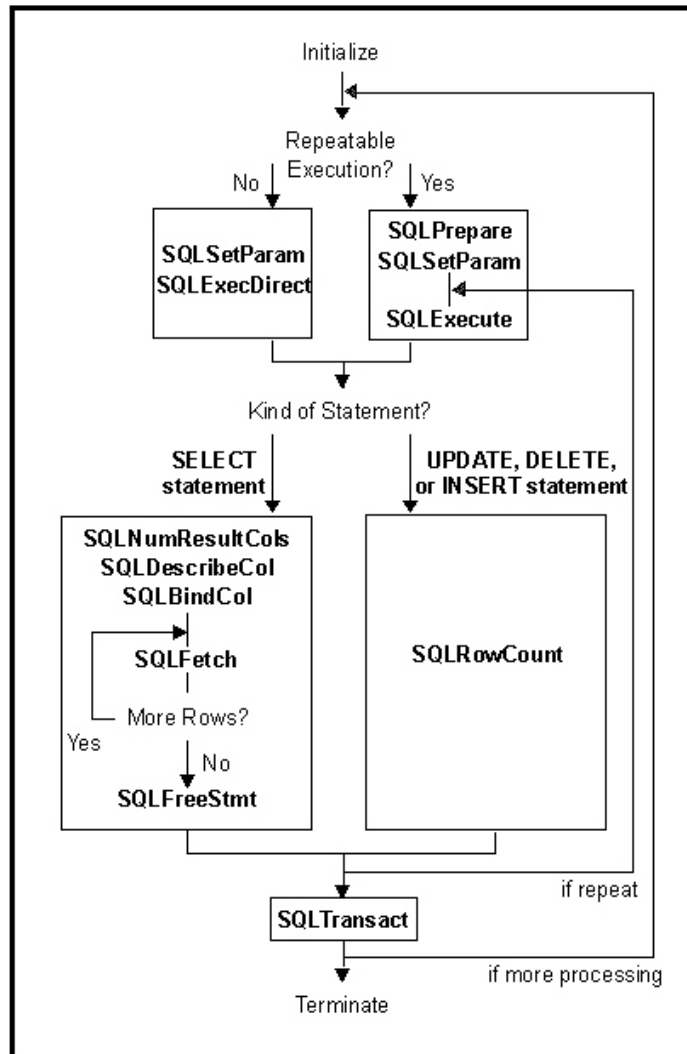 Initialize
Repeatable
Execution?
No
Yes
SQLSetParam
SQLExecDirect
SQLPrepare
SQLSetParam
SQLExecute
Kind of Statement?
SELECT
statement
UPDATE, DELETE,
or INSERT statement
SQLNumResultCols
SQLDescribeCol
SQLBindCol
SQLFetch
More Rows?
Yes
No
SQLFreeStmt
SQLRowCount
if repeat
SQLTransact
if more processing
Terminate